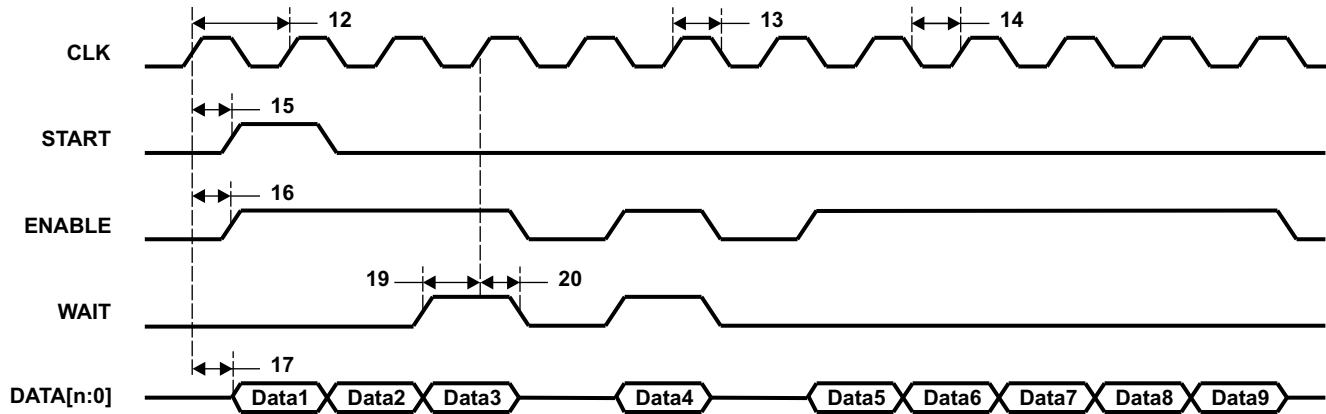 12 13 14
CLK
15
START
16
ENABLE
19 20
WAIT
17
DATA[n:0] Data1 Data2 Data3 Data4 Data5 Data6 Data7 Data8 Data9